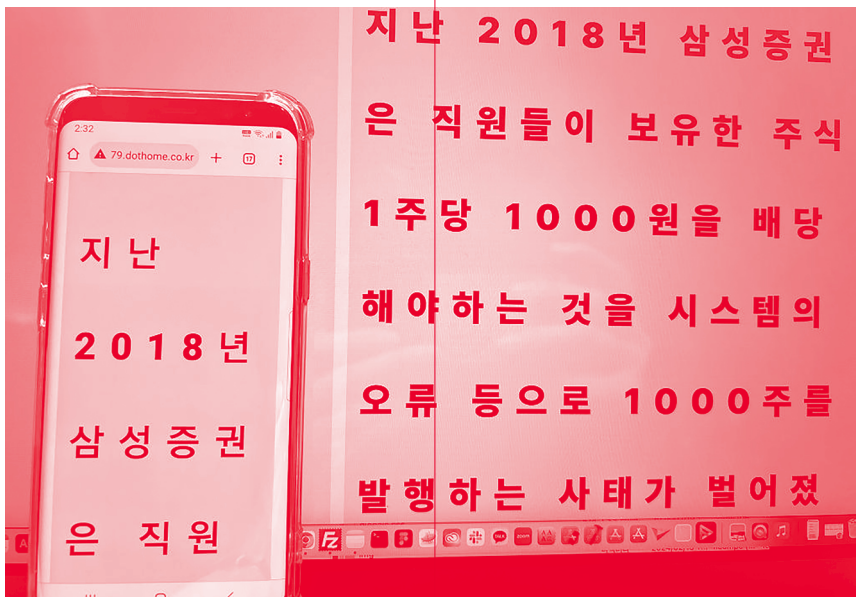 2:32
79.dothome.co.kr
17
지난
2018년
삼성증권
은 직원
지난 2018년 삼성증권
은 직원들이 보유한 주식
1주당 1000원을 배당
해야하는 것을 시스템의
오류 등으로 1000주를
발행하는 사태가 벌어졌